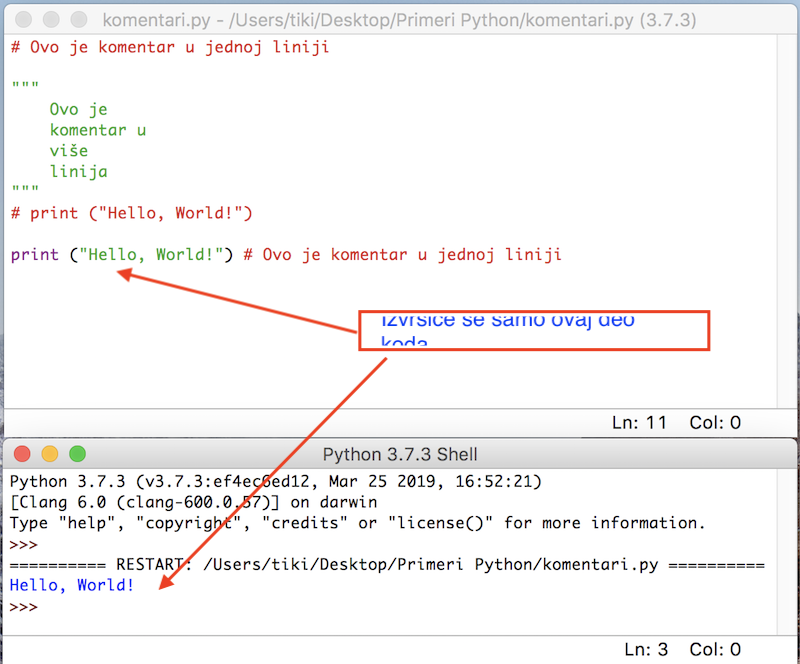 komentari.py - /Users/tiki/Desktop/Primeri Python/komentari.py (3.7.3)
# Ovo je komentar u jednoj liniji
"""
Ovo je
komentar u
više
linija
"""
# print ("Hello, World!")
print ("Hello, World!") # Ovo je komentar u jednoj liniji
Izvršiće se samo ovaj deo
koda
Ln: 11 Col: 0
Python 3.7.3 Shell
Python 3.7.3 (v3.7.3:ef4ec6ed12, Mar 25 2019, 16:52:21)
[Clang 6.0 (clang-600.0.57)] on darwin
Type "help", "copyright", "credits" or "license()" for more information.
>>>
========== RESTART: /Users/tiki/Desktop/Primeri Python/komentari.py ==========
Hello, World!
>>>
Ln: 3 Col: 0